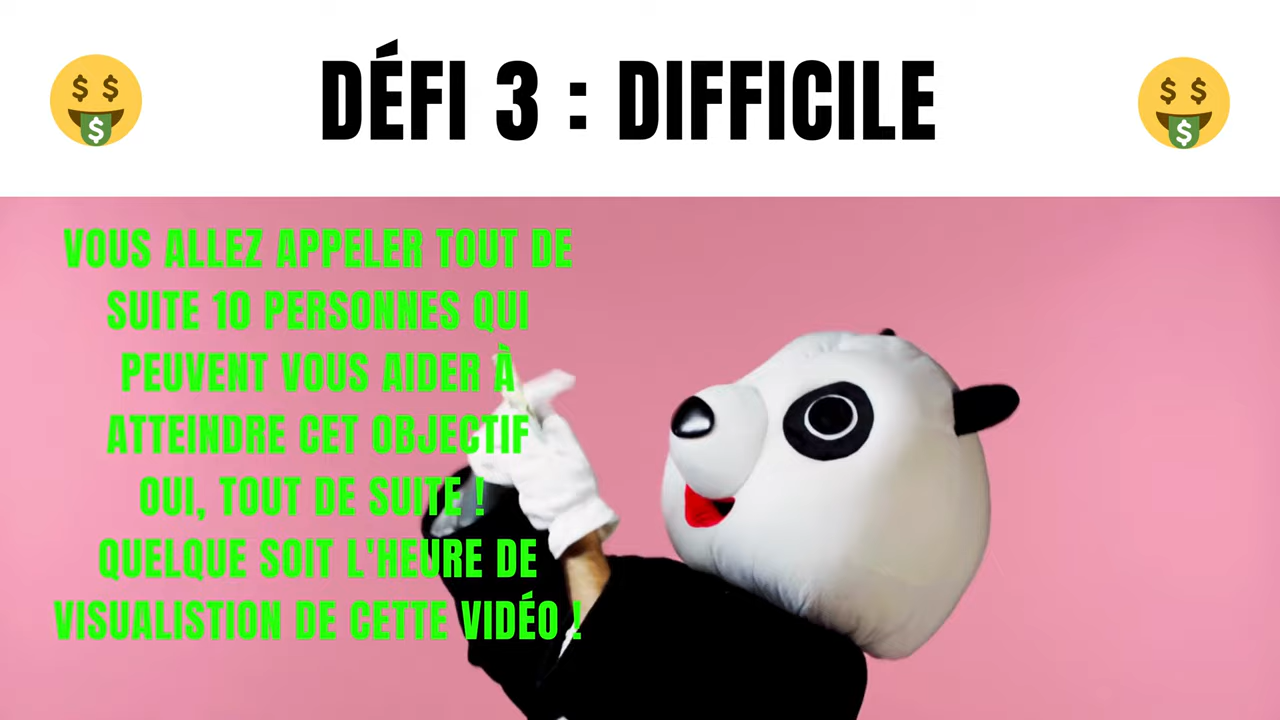 DÉFI 3 : DIFFICILE
VOUS ALLEZ APPELER TOUT DE
SUITE 10 PERSONNES QUI
PEUVENT VOUS AIDER À
ATTEINDRE CET OBJECTIF
OUI, TOUT DE SUITE !
QUELQUE SOIT L'HEURE DE
VISUALISTION DE CETTE VIDÉO !